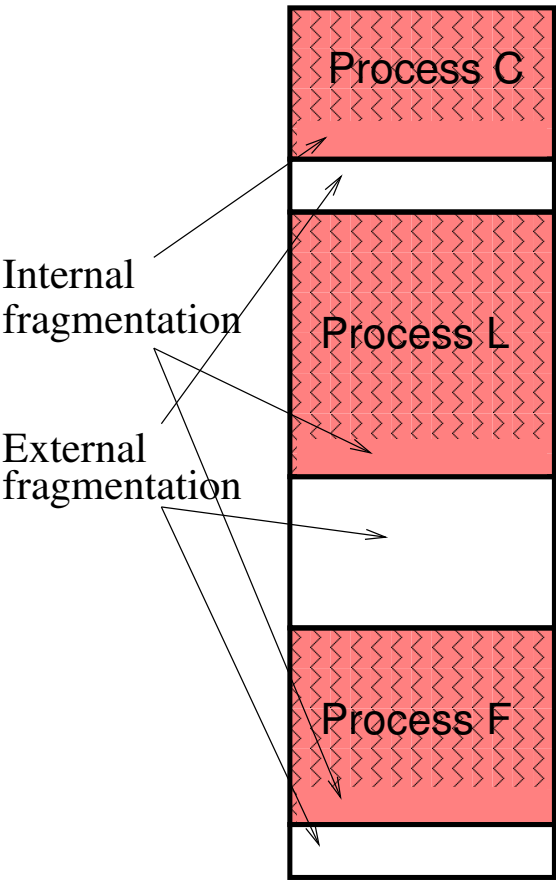 Process C
Internal
fragmentation
Process L
External
fragmentation
Process F